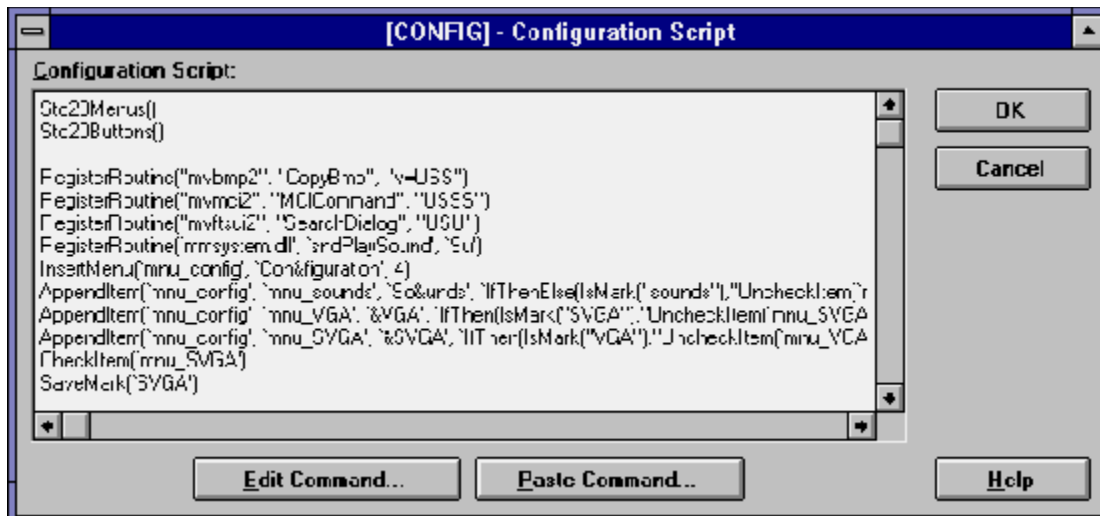 [CONFIG] - Configuration Script
Configuration Script:
Std20Menus()
Std20Buttons()
RegisterRoutine("mvbmp2", "CopyBmp", "v=USS")
RegisterRoutine("mvmci2", "MCICommand", "USSS")
RegisterRoutine("mvftsui2", "SearchDialog", "USU")
RegisterRoutine(`mmsystem.dll', `sndPlaySound', `Su')
InsertMenu(`mnu_config', `Con&figuration', 4)
AppendItem(`mnu_config', `mnu_sounds', `So&unds', `IfThenElse(IsMark("sounds"),"UncheckItem(`r
AppendItem(`mnu_config', `mnu_VGA', `&VGA', `IfThen(IsMark("SVGA"),"UncheckItem(`mnu_SVGA
AppendItem(`mnu_config', `mnu_SVGA', `&SVGA', `IfThen(IsMark("VGA"),"UncheckItem(`mnu_VGA
CheckItem(`mnu_SVGA')
SaveMark(`SVGA')
OK
Cancel
Edit Command...
Paste Command...
Help